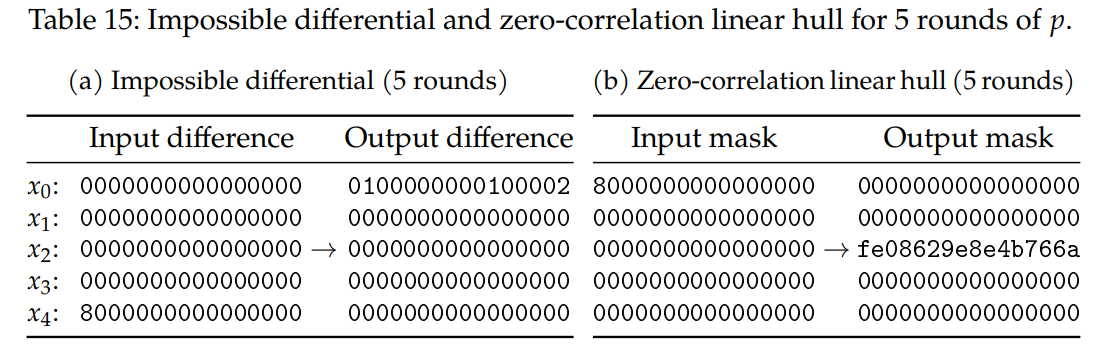 Table 15: Impossible differential and zero-correlation linear hull for 5 rounds of p.
(a) Impossible differential (5 rounds) (b) Zero-correlation linear hull (5 rounds)
Input difference Output difference Input mask Output mask
x0: 0000000000000000 0100000000100002 8000000000000000 0000000000000000
x1: 0000000000000000 0000000000000000 0000000000000000 0000000000000000
x2: 0000000000000000 → 0000000000000000 0000000000000000 → fe08629e8e4b766a
x3: 0000000000000000 0000000000000000 0000000000000000 0000000000000000
x4: 8000000000000000 0000000000000000 0000000000000000 0000000000000000